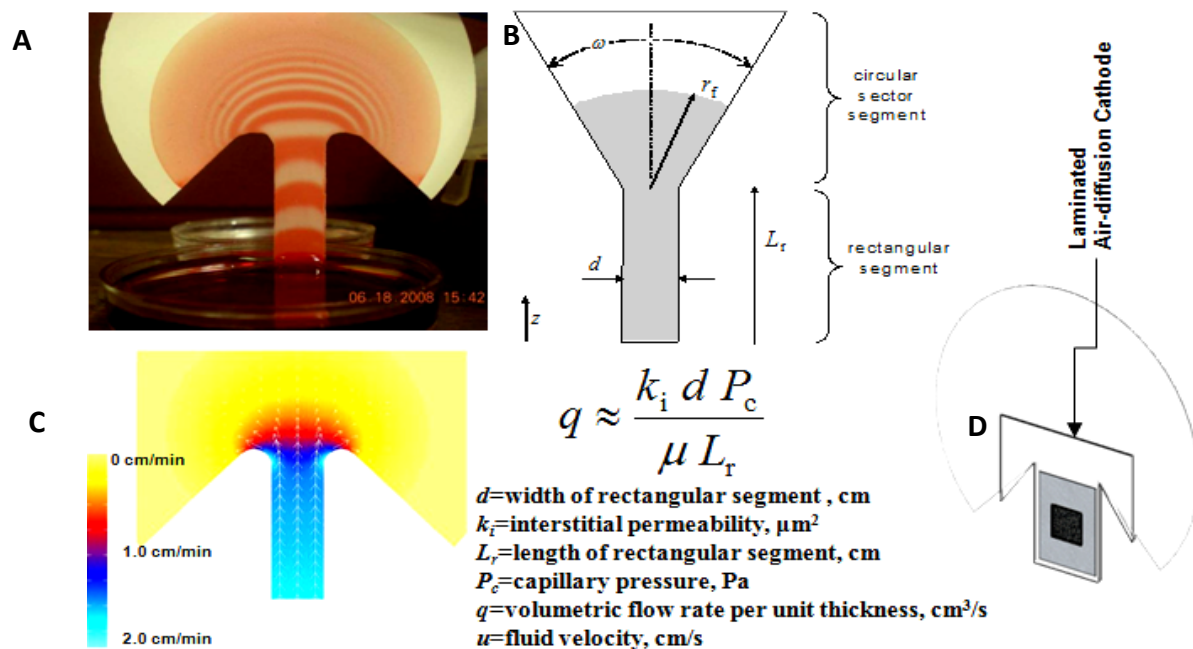 A
06 18 2008 15:42
B
ω
r_f
circular
sector
segment
L_r
d
rectangular
segment
z
C
0 cm/min
1.0 cm/min
2.0 cm/min
q ≈ k_i d P_c / μ L_r
d=width of rectangular segment , cm
k_i=interstitial permeability, μm²
L_r=length of rectangular segment, cm
P_c=capillary pressure, Pa
q=volumetric flow rate per unit thickness, cm³/s
u=fluid velocity, cm/s
Laminated
Air-diffusion Cathode
D